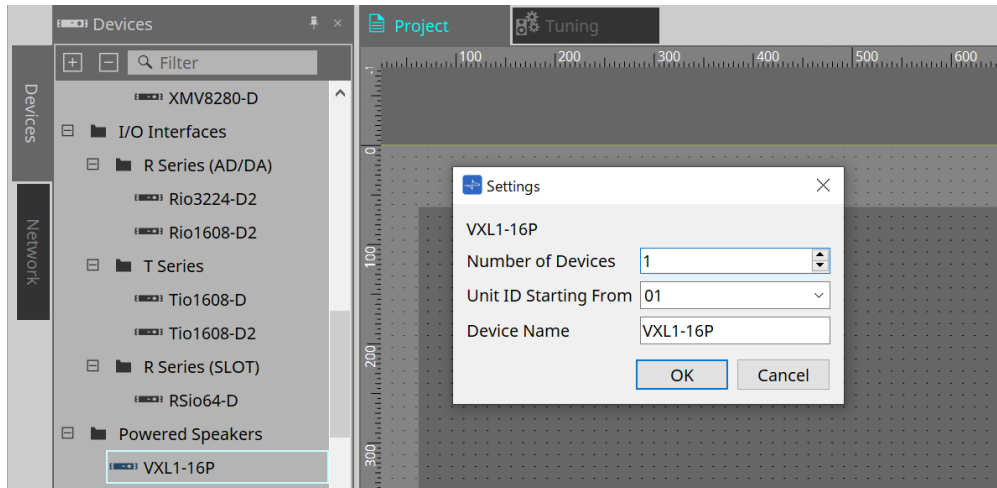 Devices
Filter
Devices
Network
XMV8280-D
I/O Interfaces
R Series (AD/DA)
Rio3224-D2
Rio1608-D2
T Series
Tio1608-D
Tio1608-D2
R Series (SLOT)
RSio64-D
Powered Speakers
VXL1-16P
Project
Tuning
100 200 300 400 500 600
0
100
200
300
Settings
VXL1-16P
Number of Devices 1
Unit ID Starting From 01
Device Name VXL1-16P
OK Cancel